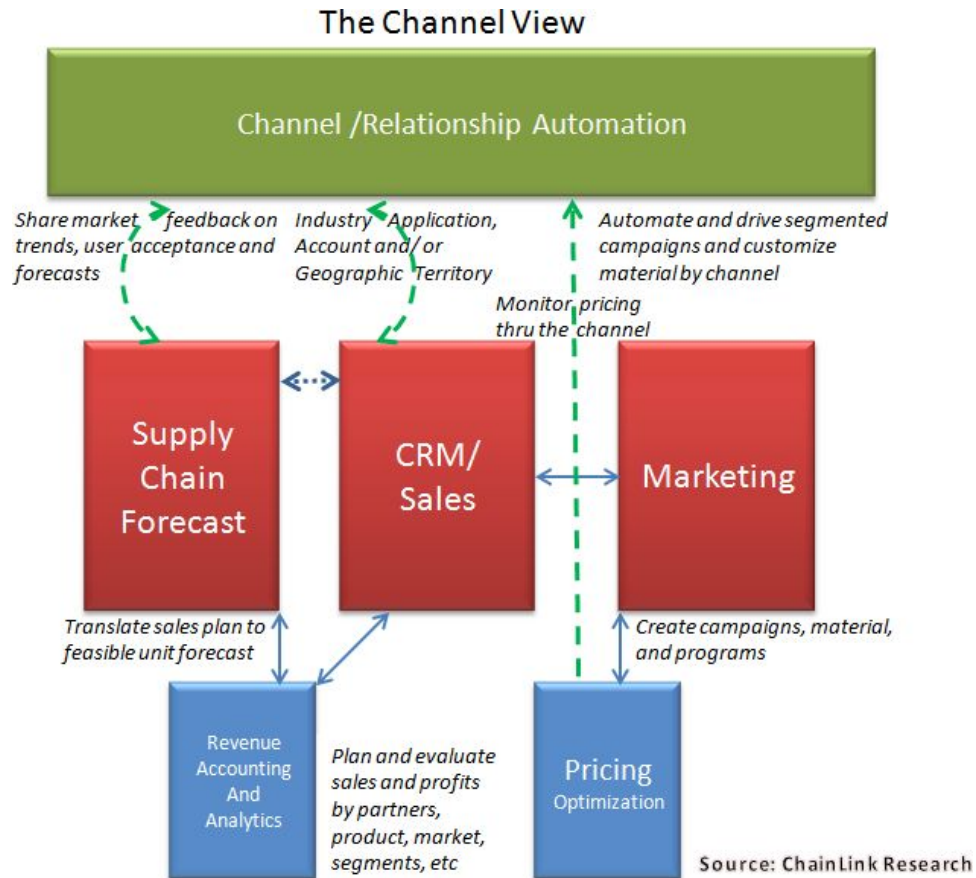 The Channel View
Channel /Relationship Automation
Share market feedback on
trends, user acceptance and
forecasts
Industry Application,
Account and/or
Geographic Territory
Automate and drive segmented
campaigns and customize
material by channel
Monitor pricing
thru the channel
Supply
Chain
Forecast
CRM/
Sales
Marketing
Translate sales plan to
feasible unit forecast
Create campaigns, material,
and programs
Revenue
Accounting
And
Analytics
Plan and evaluate
sales and profits
by partners,
product, market,
segments, etc
Pricing
Optimization
Source: ChainLink Research